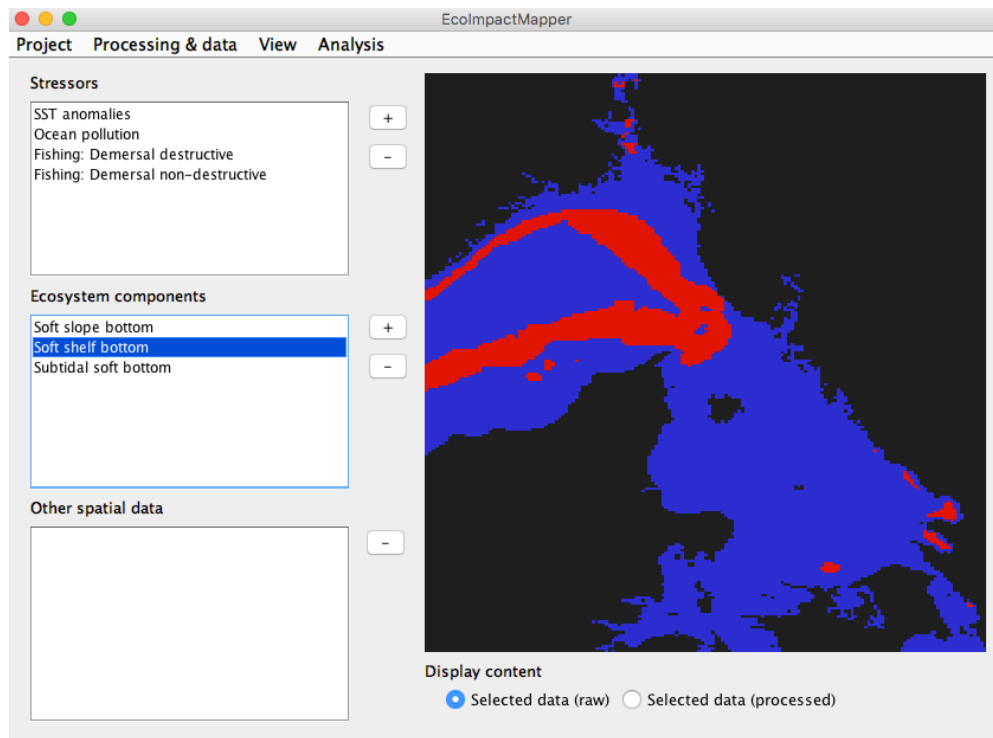 EcoImpactMapper
Project Processing & data View Analysis
Stressors
SST anomalies
Ocean pollution
Fishing: Demersal destructive
Fishing: Demersal non-destructive
+
-
Ecosystem components
Soft slope bottom
Soft shelf bottom
Subtidal soft bottom
+
-
Other spatial data
-
Display content
Selected data (raw) Selected data (processed)